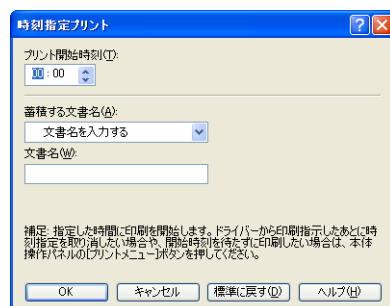 時刻指定プリント
プリント開始時刻(T):
00 : 00
蓄積する文書名(A):
文書名を入力する
文書名(W):
補足: 指定した時間に印刷を開始します。ドライバーから印刷指示したあとに時
刻指定を取り消したい場合や、開始時刻を待たずに印刷したい場合は、本体
操作パネルの[プリントメニュー]ボタンを押してください。
OK キャンセル 標準に戻す(D) ヘルプ(H)